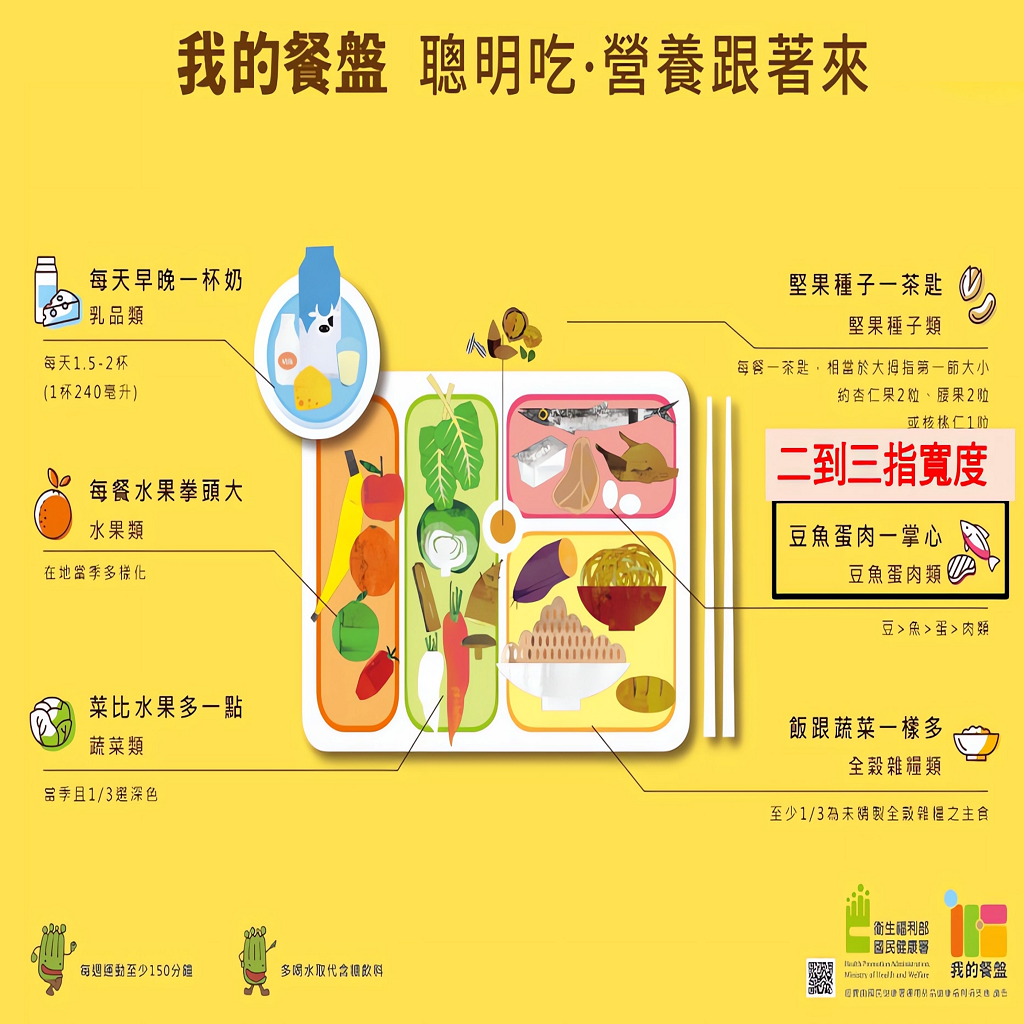 我的餐盤 聰明吃·營養跟著來
每天早晚一杯奶
乳品類
每天1.5-2杯
(1杯240毫升)
每餐水果拳頭大
水果類
在地當季多樣化
菜比水果多一點
蔬菜類
當季且1/3選深色
堅果種子一茶匙
堅果種子類
每餐一茶匙，相當於大拇指第一節大小
約杏仁果2粒、腰果2粒
或核桃仁1粒
二到三指寬度
豆魚蛋肉一掌心
豆魚蛋肉類
豆>魚>蛋>肉類
飯跟蔬菜一樣多
全穀雜糧類
至少1/3為未精製全穀雜糧之主食
每週運動至少150分鐘
多喝水取代含糖飲料
衛生福利部
國民健康署
Health Promotion Administration,
Ministry of Health and Welfare
我的餐盤